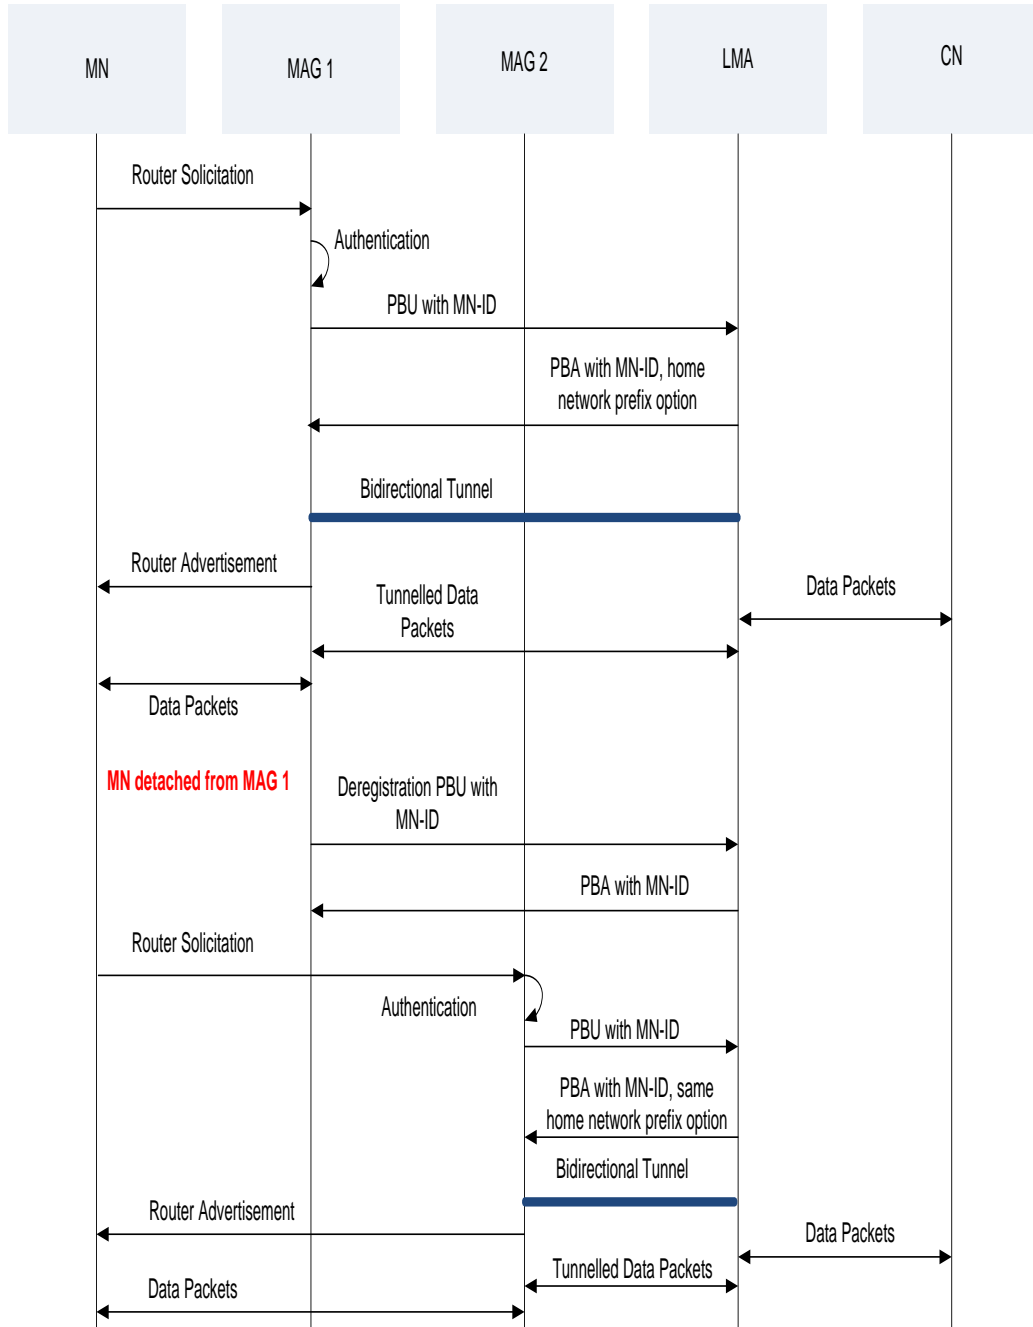 MN
MAG 1
MAG 2
LMA
CN
Router Solicitation
Authentication
PBU with MN-ID
PBA with MN-ID, home
network prefix option
Bidirectional Tunnel
Router Advertisement
Tunnelled Data
Packets
Data Packets
Data Packets
MN detached from MAG 1
Deregistration PBU with
MN-ID
PBA with MN-ID
Router Solicitation
Authentication
PBU with MN-ID
PBA with MN-ID, same
home network prefix option
Bidirectional Tunnel
Router Advertisement
Data Packets
Tunnelled Data Packets
Data Packets